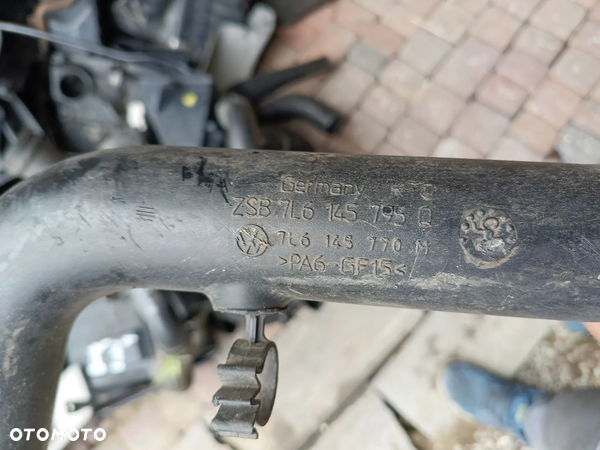 Germany
ZSB 7L6 145 795 Q
7L6 145 770 M
>PA6-GF15<
OTOMOTO